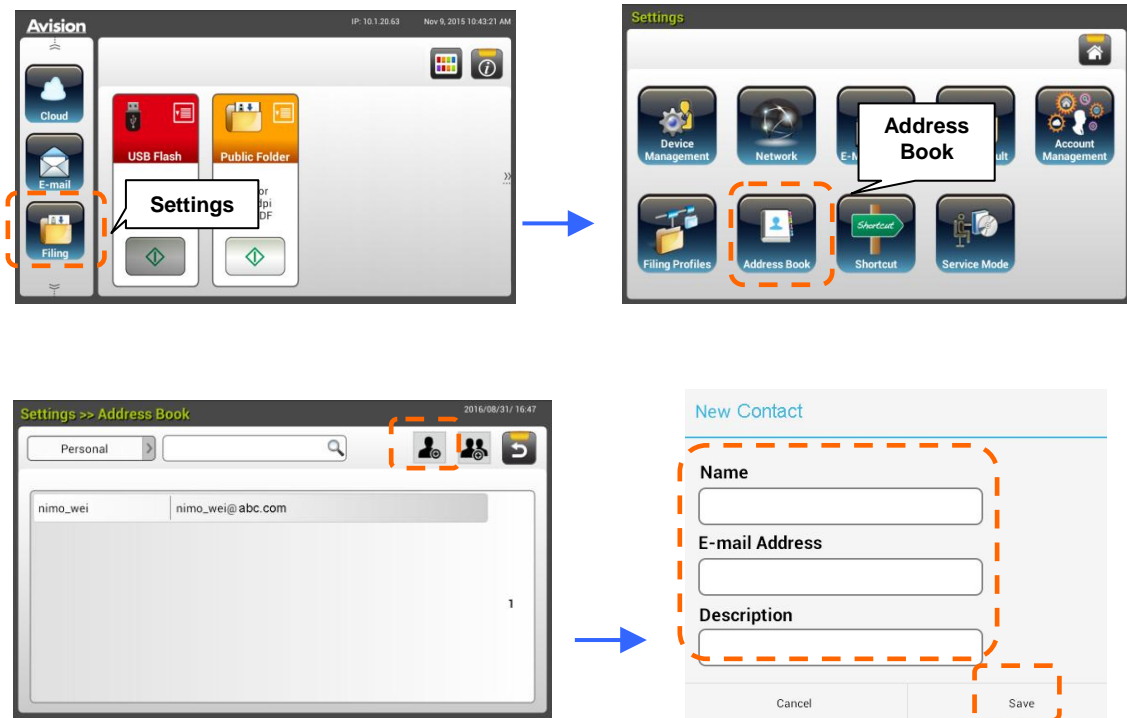 Avision
IP: 10.1.20.63
Nov 9, 2015 10:43:21 AM
Cloud
E-mail
Filing
USB Flash
Public Folder
Settings
Settings
Device
Management
Network
Address
Book
Account
Management
Filing Profiles
Address Book
Shortcut
Shortcut
Service Mode
Settings >> Address Book
2016/08/31/ 16:47
Personal
nimo_wei
nimo_wei@abc.com
1
New Contact
Name
E-mail Address
Description
Cancel
Save